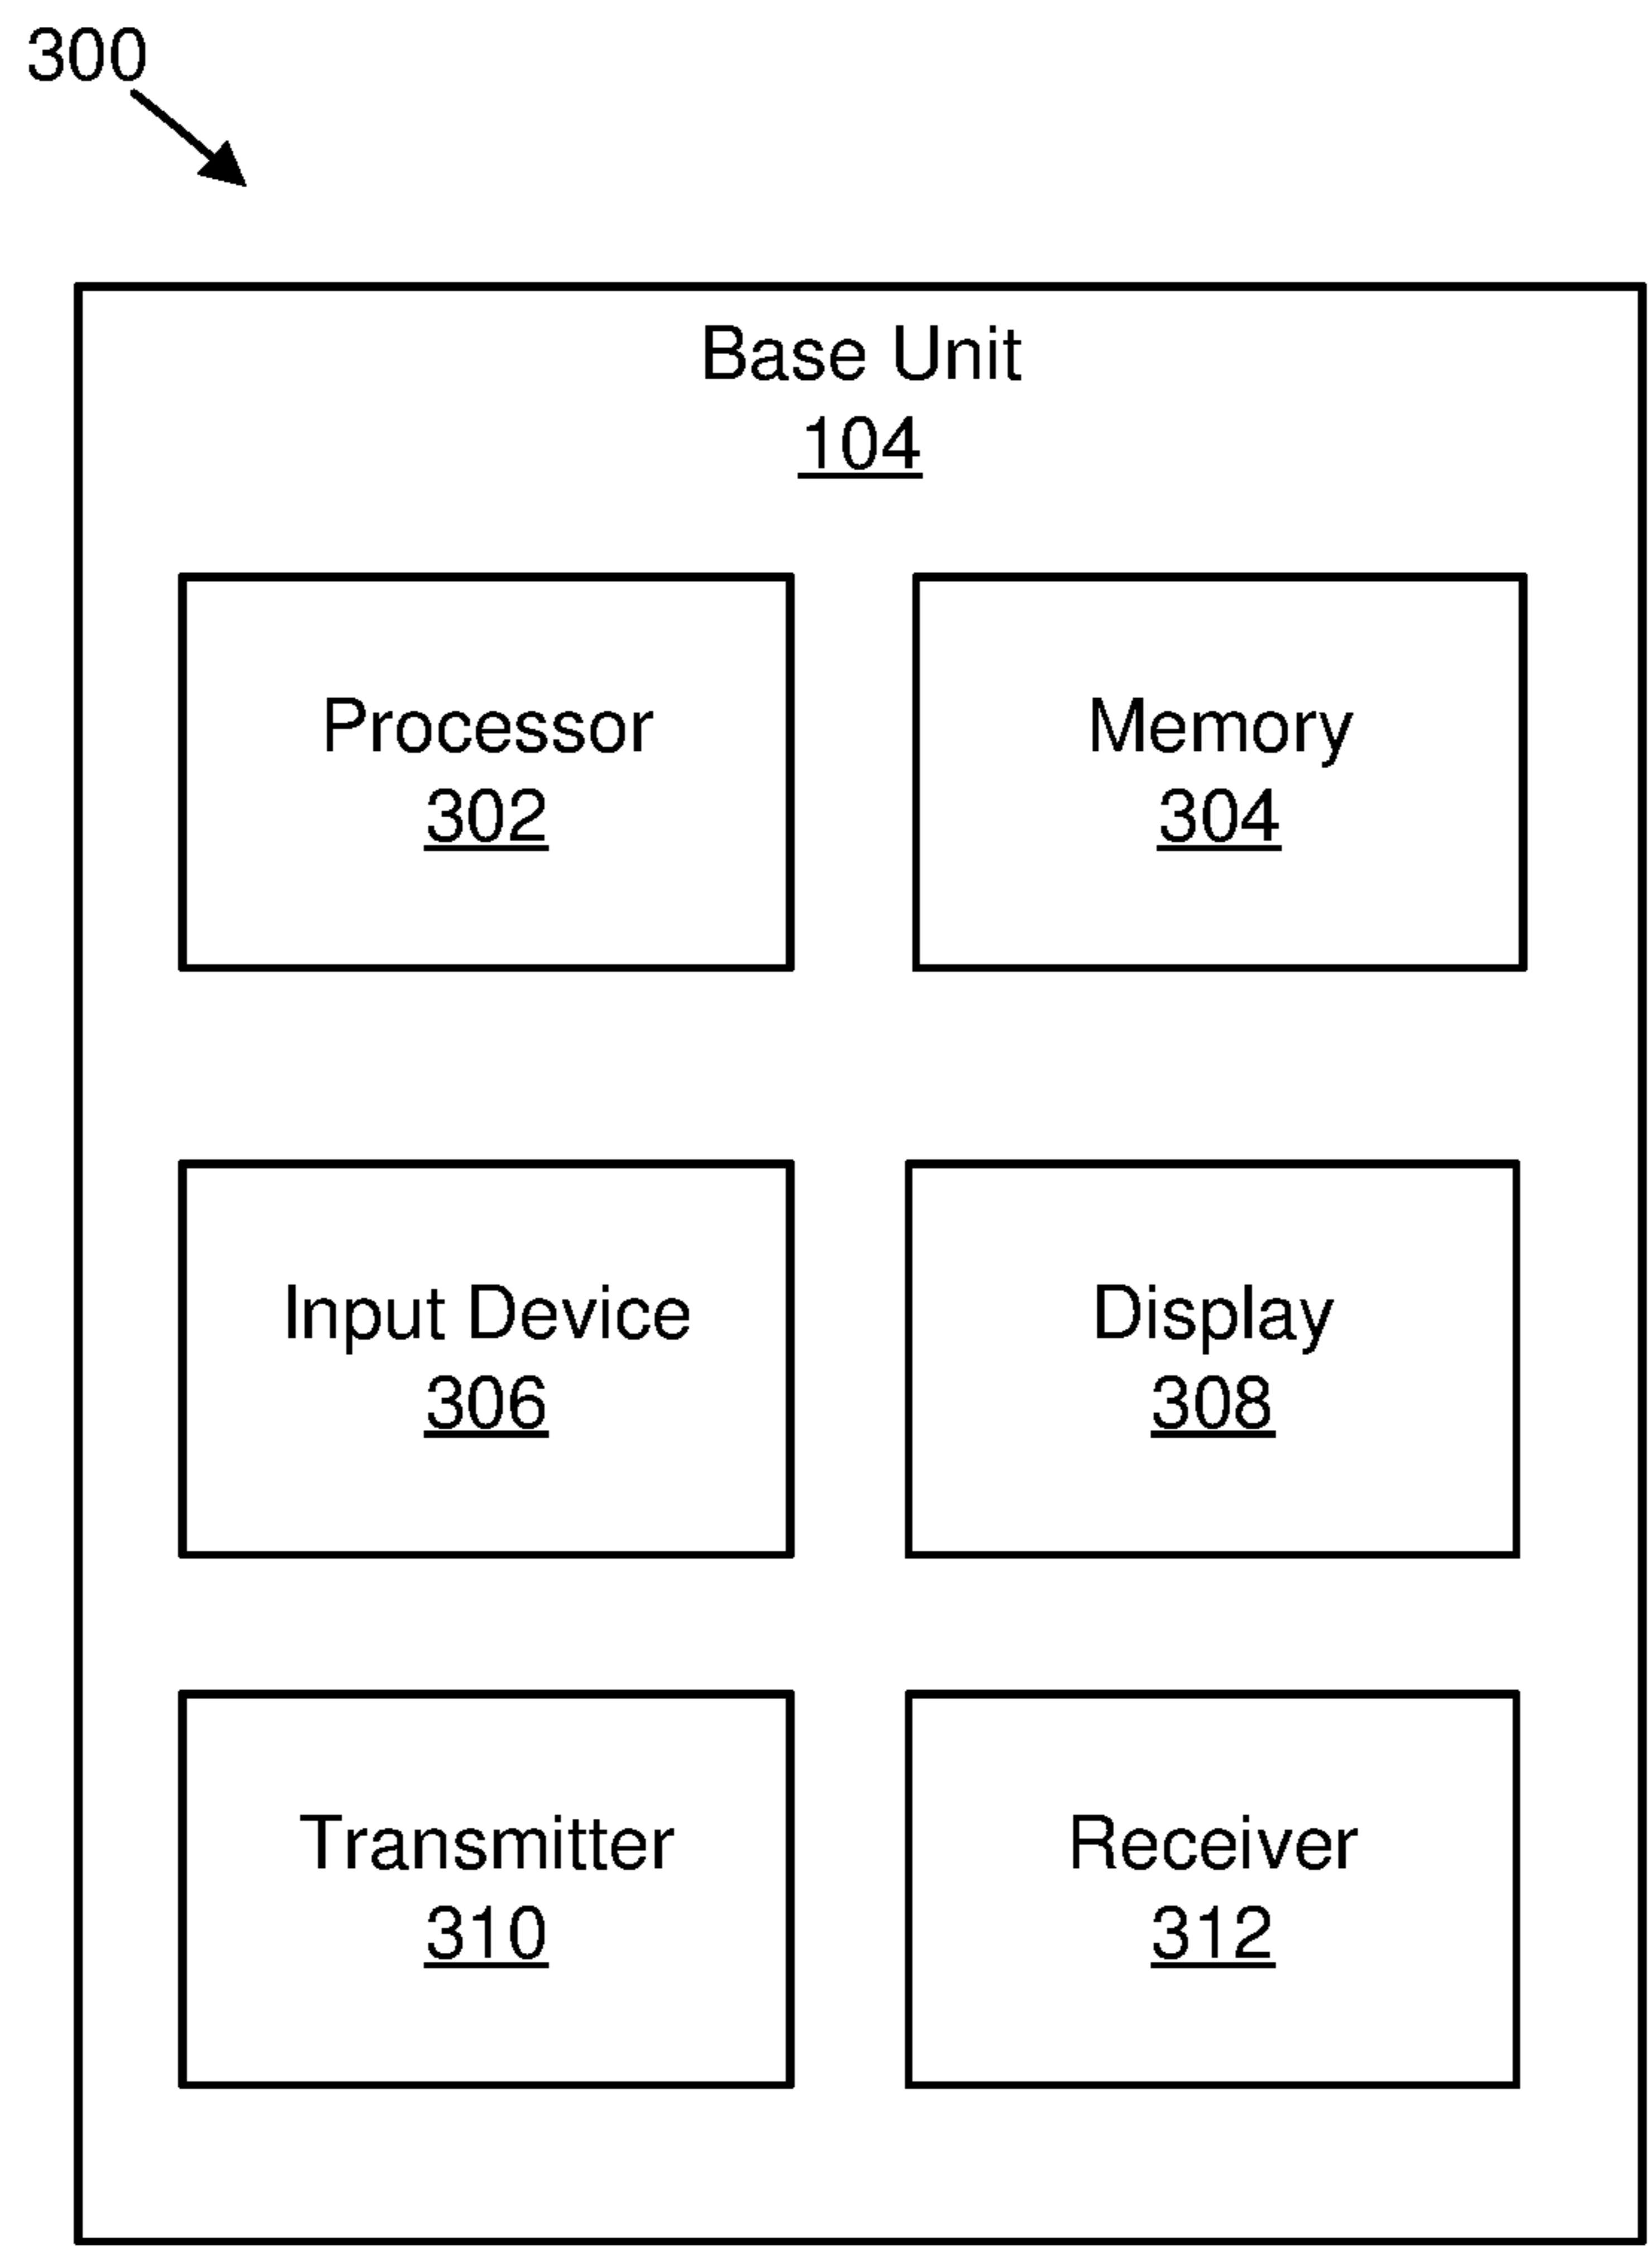 300
Base Unit
104
Processor
302
Memory
304
Input Device
306
Display
308
Transmitter
310
Receiver
312